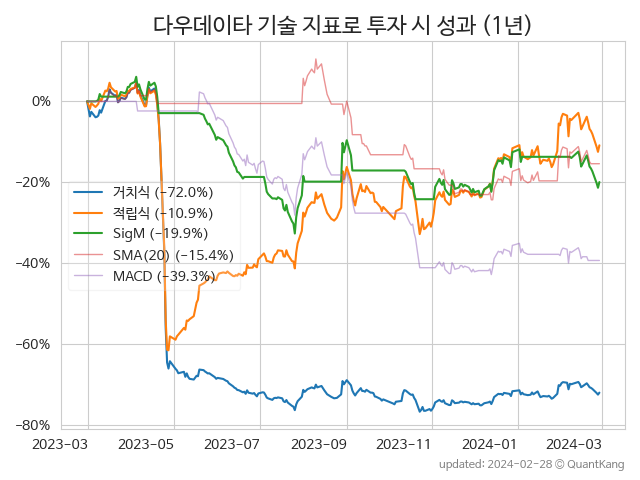 다우데이타 기술 지표로 투자 시 성과 (1년)
0%
−20%
−40%
−60%
−80%
거치식 (−72.0%)
적립식 (−10.9%)
SigM (−19.9%)
SMA(20) (−15.4%)
MACD (−39.3%)
2023-03 2023-05 2023-07 2023-09 2023-11 2024-01 2024-03
updated: 2024-02-28 © QuantKang